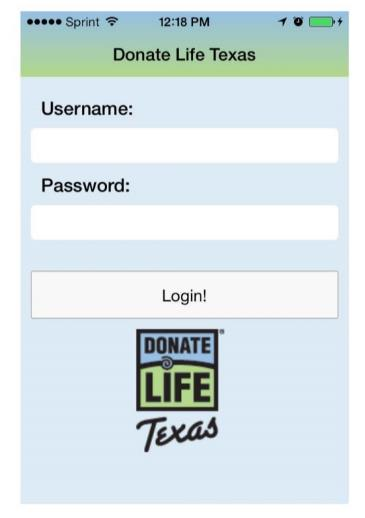 Sprint 12:18 PM
Donate Life Texas
Username:
Password:
Login!
DONATE
LIFE
Texas